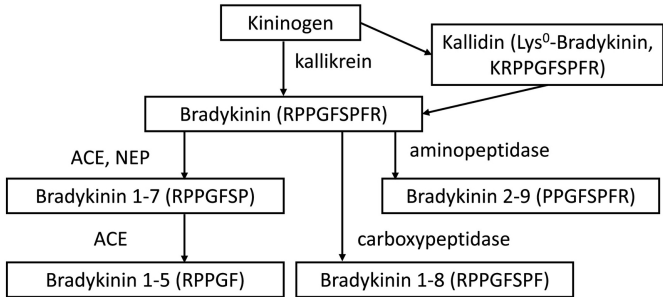 Kininogen
Kallidin (Lys⁰-Bradykinin,
KRPPGFSPFR)
kallikrein
Bradykinin (RPPGFSPFR)
ACE, NEP
aminopeptidase
Bradykinin 1-7 (RPPGFSP)
Bradykinin 2-9 (PPGFSPFR)
ACE
carboxypeptidase
Bradykinin 1-5 (RPPGF)
Bradykinin 1-8 (RPPGFSPF)